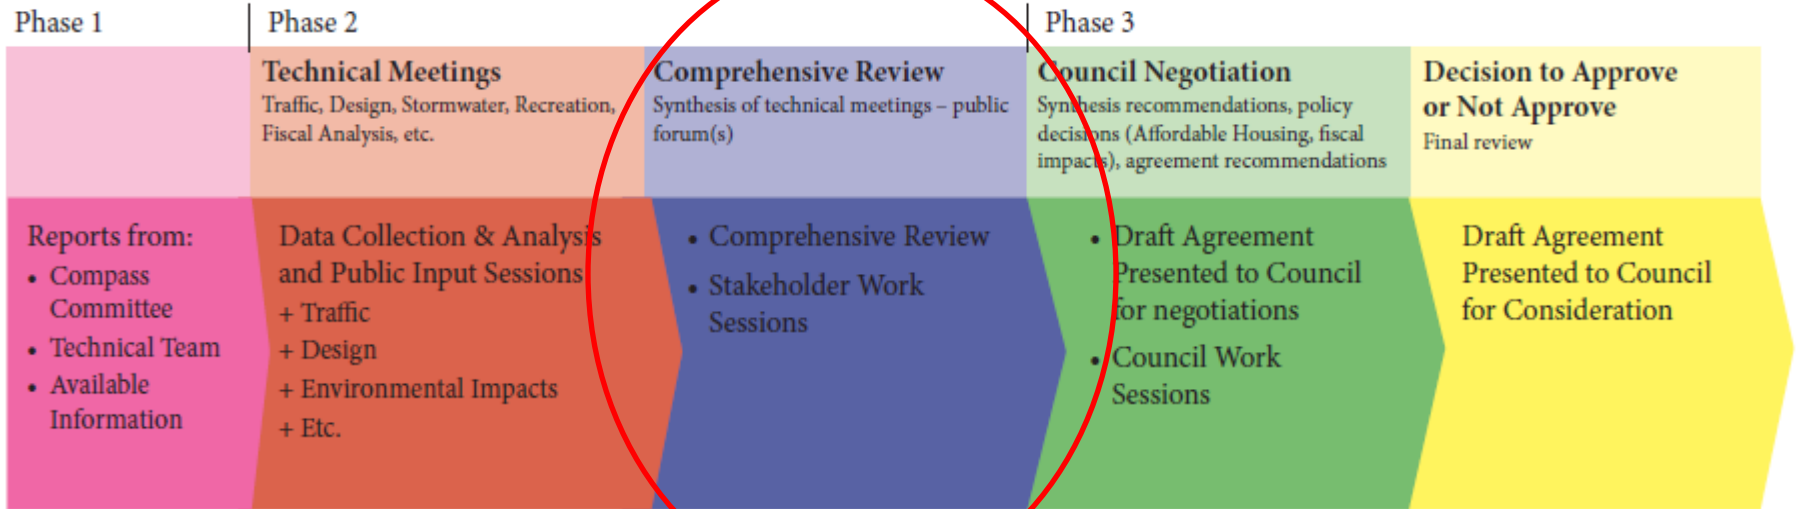 Phase 1
Phase 2
Phase 3
Technical Meetings
Traffic, Design, Stormwater, Recreation,
Fiscal Analysis, etc.
Comprehensive Review
Synthesis of technical meetings – public
forum(s)
Council Negotiation
Synthesis recommendations, policy
decisions (Affordable Housing, fiscal
impacts), agreement recommendations
Decision to Approve
or Not Approve
Final review
Reports from:
• Compass
Committee
• Technical Team
• Available
Information
Data Collection & Analysis
and Public Input Sessions
+ Traffic
+ Design
+ Environmental Impacts
+ Etc.
• Comprehensive Review
• Stakeholder Work
Sessions
• Draft Agreement
Presented to Council
for negotiations
• Council Work
Sessions
Draft Agreement
Presented to Council
for Consideration